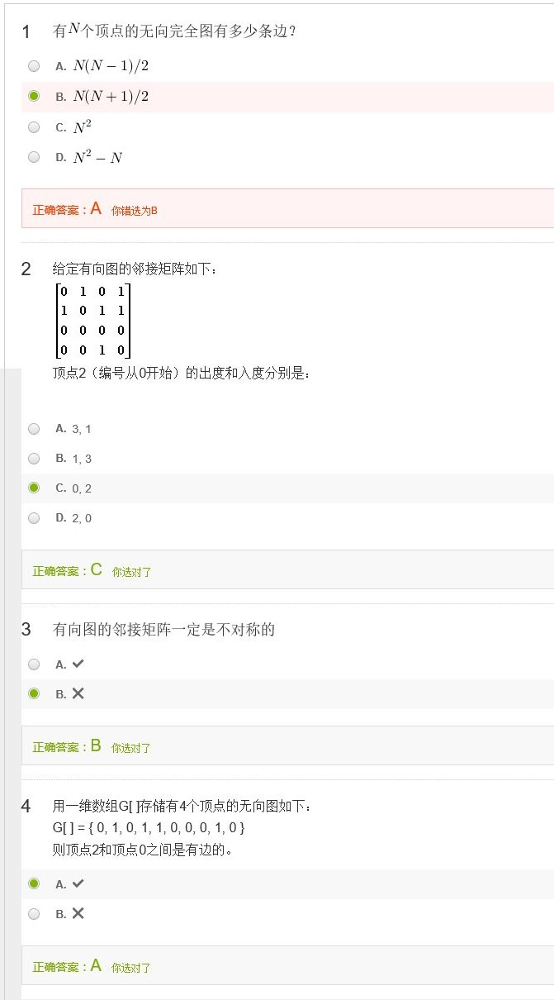 1 有N个顶点的无向完全图有多少条边?
A. N(N − 1)/2
B. N(N + 1)/2
C. N²
D. N² − N
正确答案：A 你错选为B
2 给定有向图的邻接矩阵如下：
0 1 0 1
1 0 1 1
0 0 0 0
0 0 1 0
顶点2（编号从0开始）的出度和入度分别是：
A. 3, 1
B. 1, 3
C. 0, 2
D. 2, 0
正确答案：C 你选对了
3 有向图的邻接矩阵一定是不对称的
A. ✔
B. ✕
正确答案：B 你选对了
4 用一维数组G[ ]存储有4个顶点的无向图如下：
G[ ] = { 0, 1, 0, 1, 1, 0, 0, 0, 1, 0 }
则顶点2和顶点0之间是有边的。
A. ✔
B. ✕
正确答案：A 你选对了